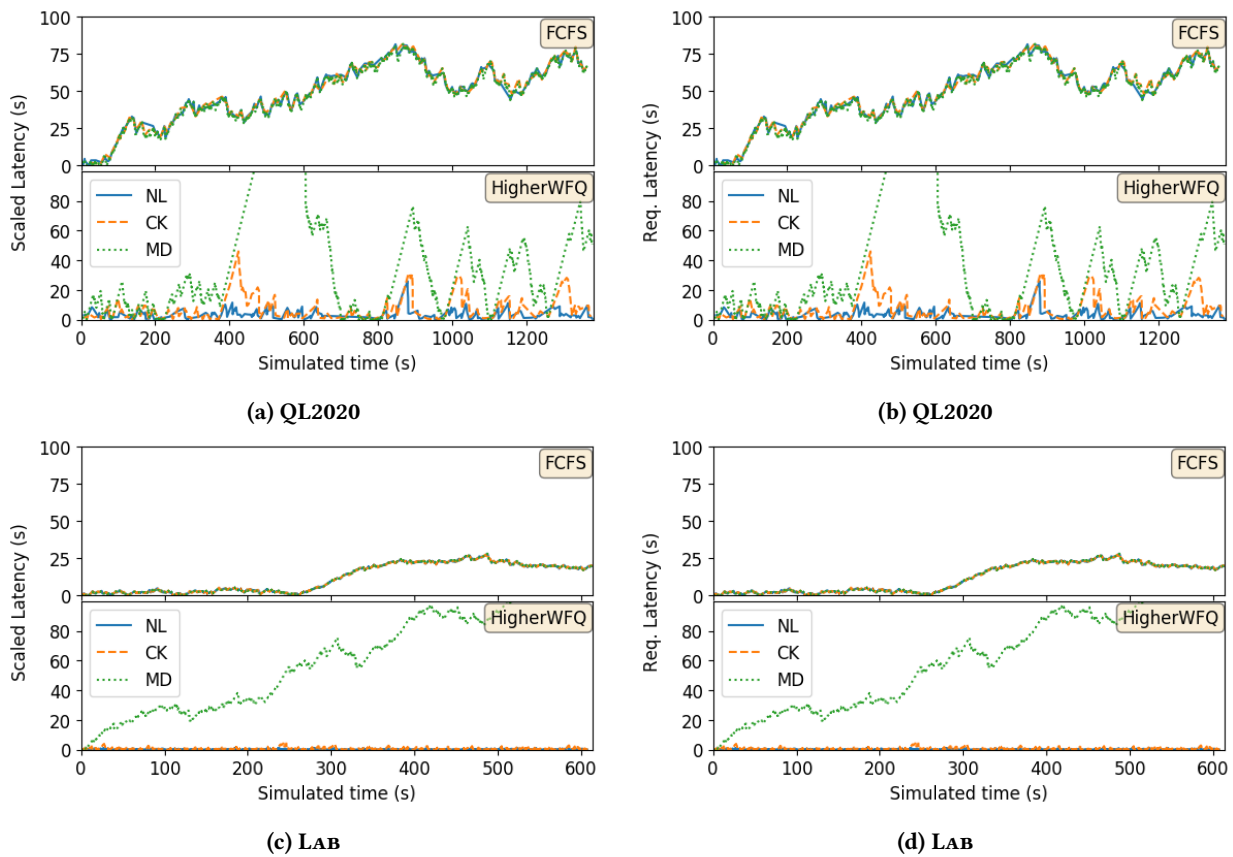 Scaled Latency (s)
100
75
50
25
0
FCFS
80
60
40
20
0
NL
CK
MD
HigherWFQ
0 200 400 600 800 1000 1200
Simulated time (s)
(a) QL2020
Req. Latency (s)
100
75
50
25
0
FCFS
80
60
40
20
0
NL
CK
MD
HigherWFQ
0 200 400 600 800 1000 1200
Simulated time (s)
(b) QL2020
Scaled Latency (s)
100
75
50
25
0
FCFS
80
60
40
20
0
NL
CK
MD
HigherWFQ
0 100 200 300 400 500 600
Simulated time (s)
(c) LAB
Req. Latency (s)
100
75
50
25
0
FCFS
80
60
40
20
0
NL
CK
MD
HigherWFQ
0 100 200 300 400 500 600
Simulated time (s)
(d) LAB